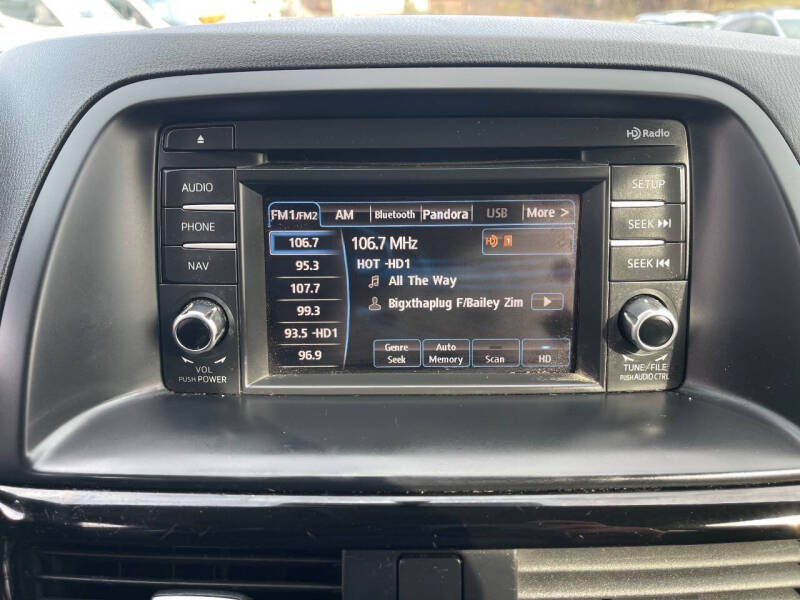 HD Radio
AUDIO
PHONE
NAV
VOL
PUSH POWER
FM1/FM2 AM Bluetooth Pandora USB More >
106.7
95.3
107.7
99.3
93.5 -HD1
96.9
106.7 MHz
HD 1
HOT -HD1
All The Way
Bigxthaplug F/Bailey Zim
Genre Seek
Auto Memory
Scan
HD
SETUP
SEEK
SEEK
TUNE/FILE
PUSH AUDIO CTRL